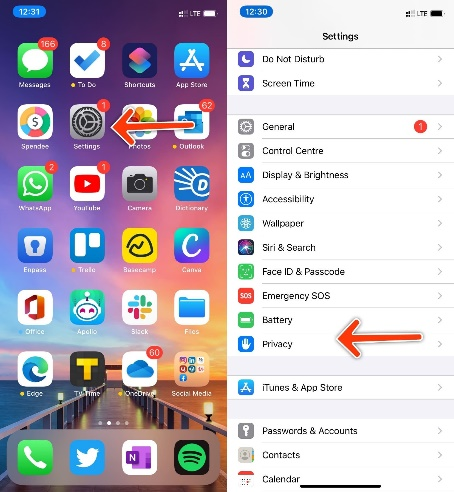 12:31
LTE
166
8
Messages
To Do
Shortcuts
App Store
1
62
Spendee
Settings
Photos
Outlook
2
1
WhatsApp
YouTube
Camera
Dictionary
Enpass
Trello
Basecamp
Canva
Office
Apollo
Slack
Files
60
Edge
TV Time
OneDrive
Social Media
12:30
LTE
Settings
Do Not Disturb
Screen Time
General
1
Control Centre
AA
Display & Brightness
Accessibility
Wallpaper
Siri & Search
Face ID & Passcode
SOS
Emergency SOS
Battery
Privacy
iTunes & App Store
Passwords & Accounts
Contacts
Calendar